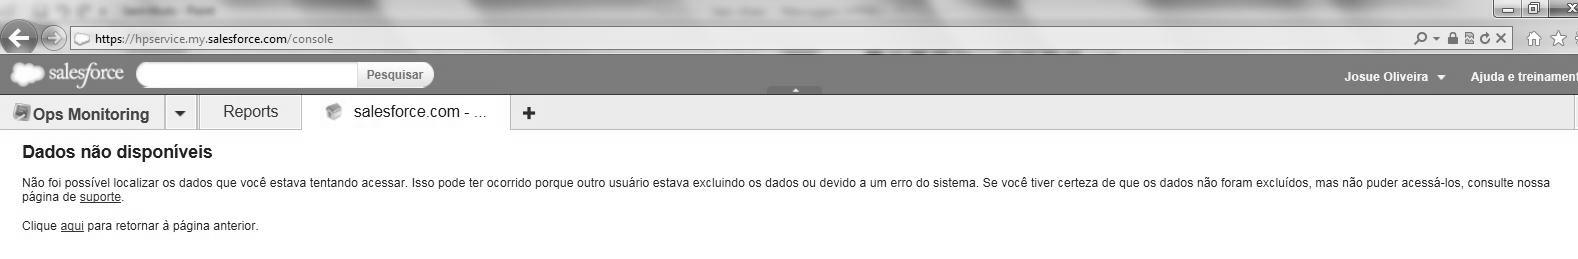 https://hpservice.my.salesforce.com/console
salesforce
Pesquisar
Josue Oliveira
Ajuda e treinament
Ops Monitoring
Reports
salesforce.com - ...
Dados não disponíveis
Não foi possível localizar os dados que você estava tentando acessar. Isso pode ter ocorrido porque outro usuário estava excluindo os dados ou devido a um erro do sistema. Se você tiver certeza de que os dados não foram excluídos, mas não puder acessá-los, consulte nossa
página de suporte.
Clique aqui para retornar à página anterior.